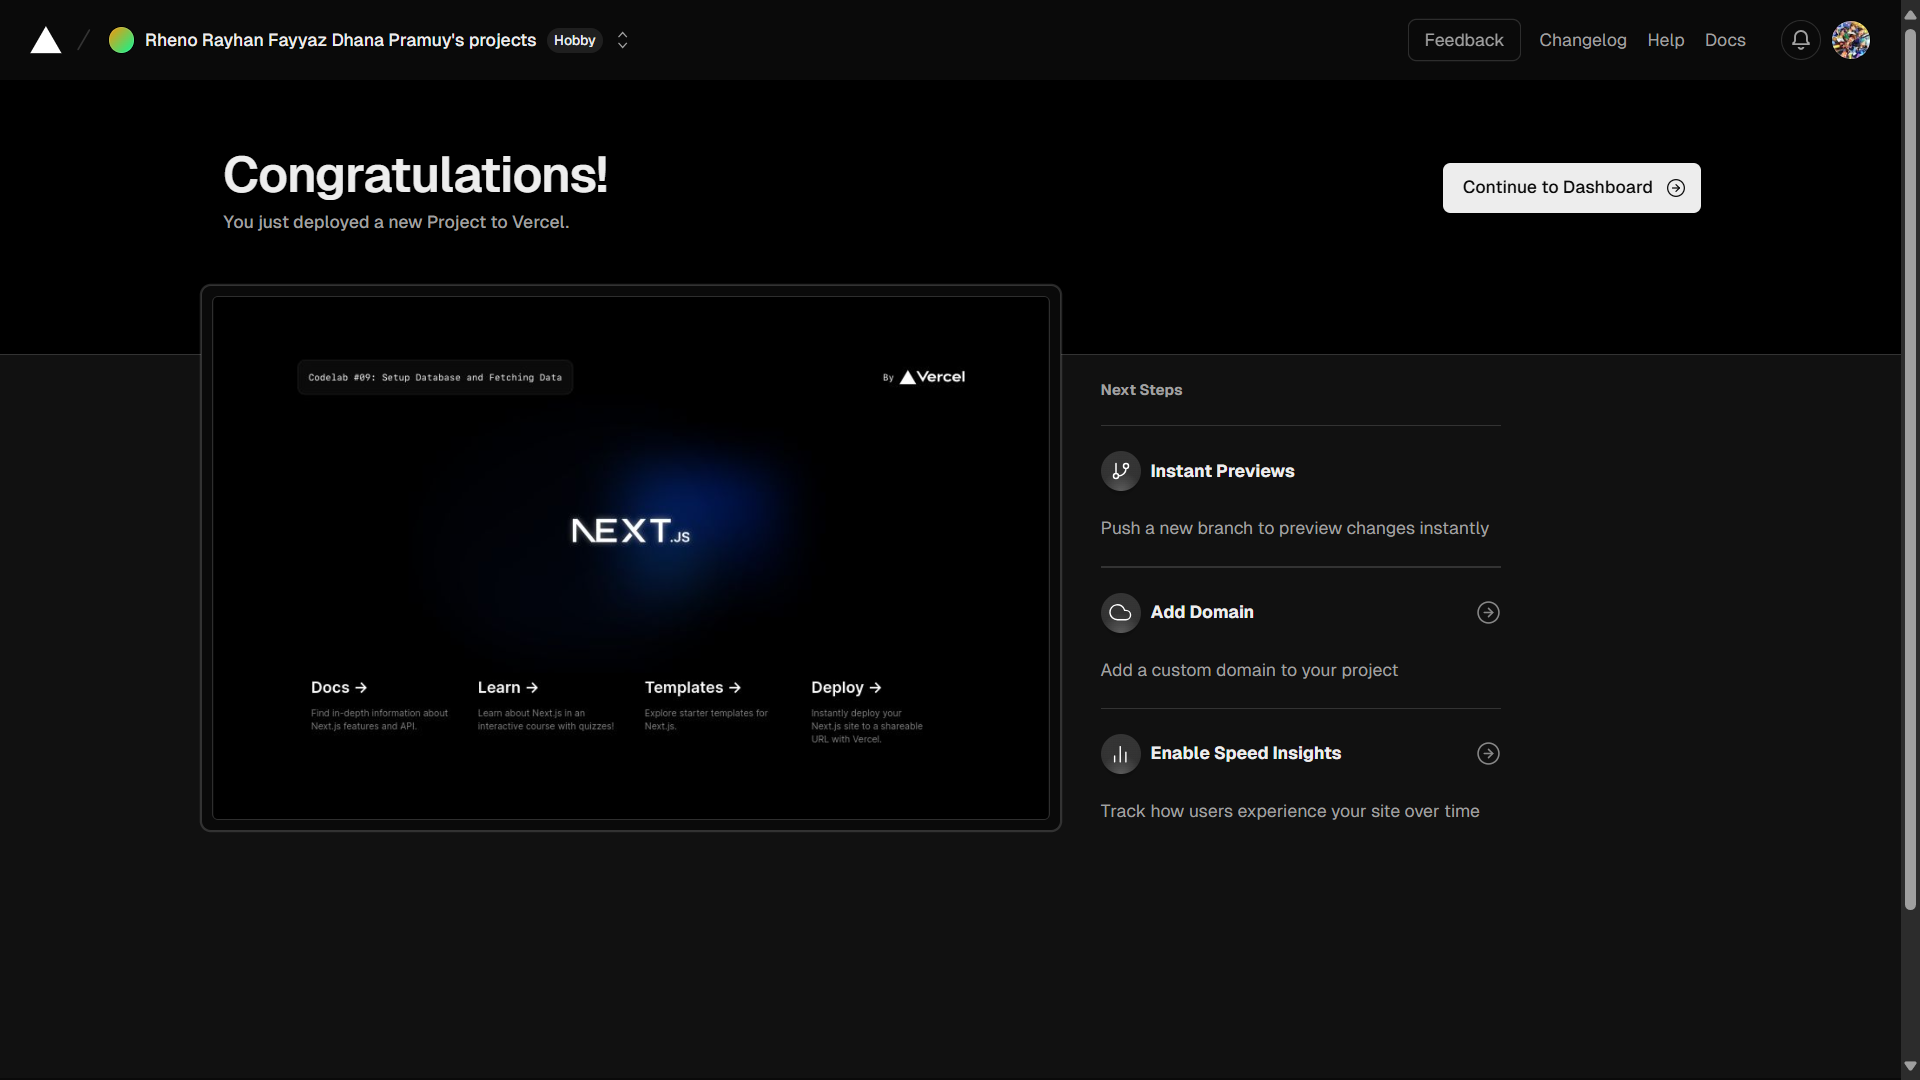 Rheno Rayhan Fayyaz Dhana Pramuy's projects Hobby
Feedback Changelog Help Docs
Congratulations!
You just deployed a new Project to Vercel.
Continue to Dashboard
Codelab #09: Setup Database and Fetching Data
By Vercel
NEXT.JS
Docs ->
Find in-depth information about
Next.js features and API.
Learn ->
Learn about Next.js in an
interactive course with quizzes!
Templates ->
Explore starter templates for
Next.js.
Deploy ->
Instantly deploy your
Next.js site to a shareable
URL with Vercel.
Next Steps
Instant Previews
Push a new branch to preview changes instantly
Add Domain
Add a custom domain to your project
Enable Speed Insights
Track how users experience your site over time